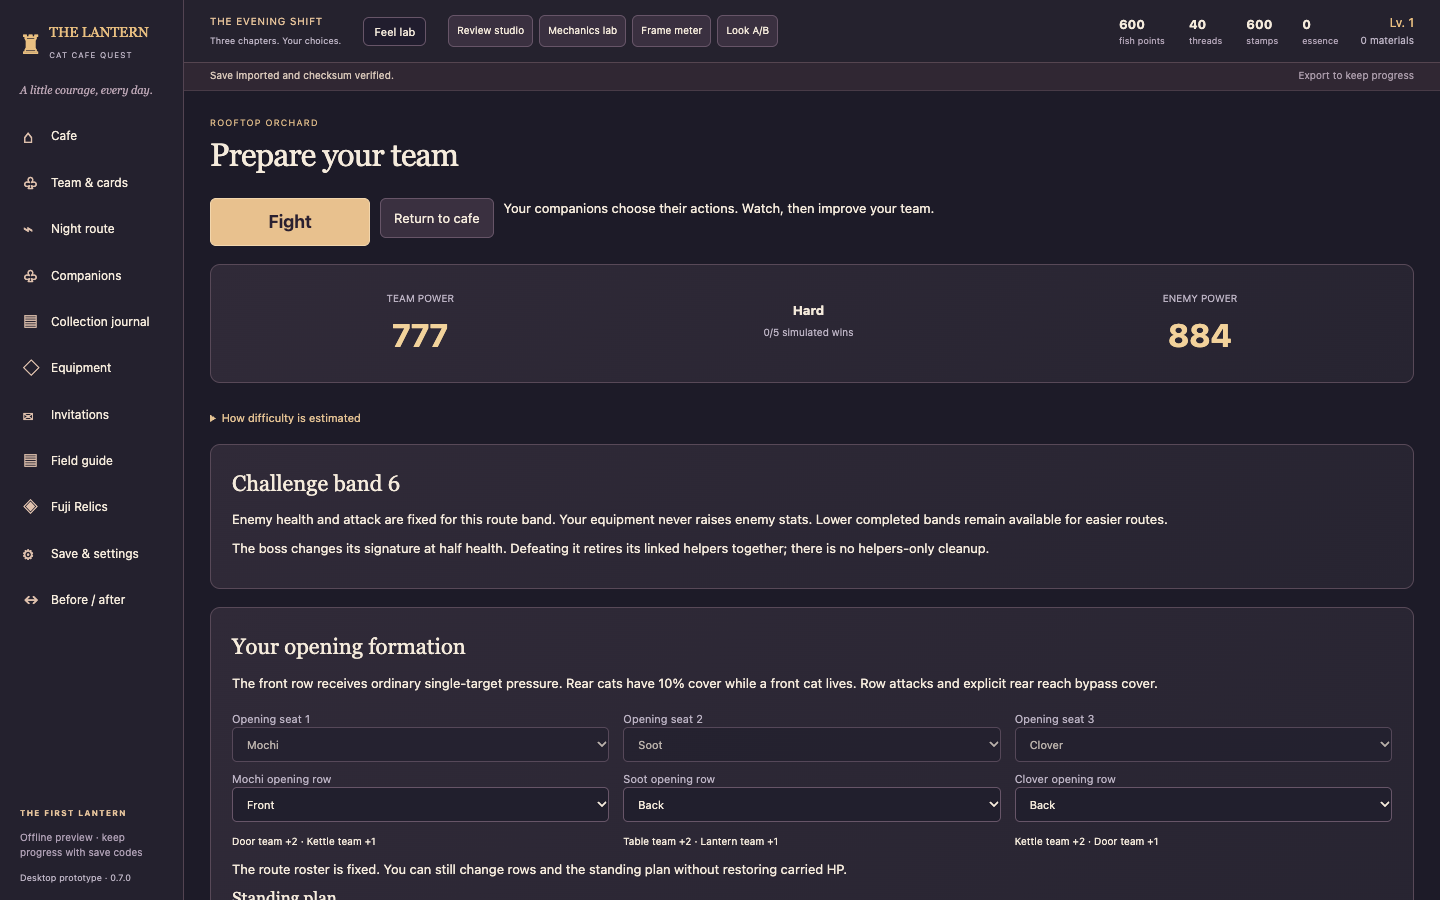 THE LANTERN
CAT CAFE QUEST
A little courage, every day.
Cafe
Team & cards
Night route
Companions
Collection journal
Equipment
Invitations
Field guide
Fuji Relics
Save & settings
Before / after
THE FIRST LANTERN
Offline preview · keep
progress with save codes
Desktop prototype · 0.7.0
THE EVENING SHIFT
Three chapters. Your choices.
Feel lab
Review studio
Mechanics lab
Frame meter
Look A/B
600
fish points
40
threads
600
stamps
0
essence
Lv. 1
0 materials
Save imported and checksum verified.
Export to keep progress
ROOFTOP ORCHARD
Prepare your team
Fight
Return to cafe
Your companions choose their actions. Watch, then improve your team.
TEAM POWER
777
Hard
0/5 simulated wins
ENEMY POWER
884
How difficulty is estimated
Challenge band 6
Enemy health and attack are fixed for this route band. Your equipment never raises enemy stats. Lower completed bands remain available for easier routes.
The boss changes its signature at half health. Defeating it retires its linked helpers together; there is no helpers-only cleanup.
Your opening formation
The front row receives ordinary single-target pressure. Rear cats have 10% cover while a front cat lives. Row attacks and explicit rear reach bypass cover.
Opening seat 1
Opening seat 2
Opening seat 3
Mochi
Soot
Clover
Mochi opening row
Soot opening row
Clover opening row
Front
Back
Back
Door team +2 · Kettle team +1
Table team +2 · Lantern team +1
Kettle team +2 · Door team +1
The route roster is fixed. You can still change rows and the standing plan without restoring carried HP.
Standing plan